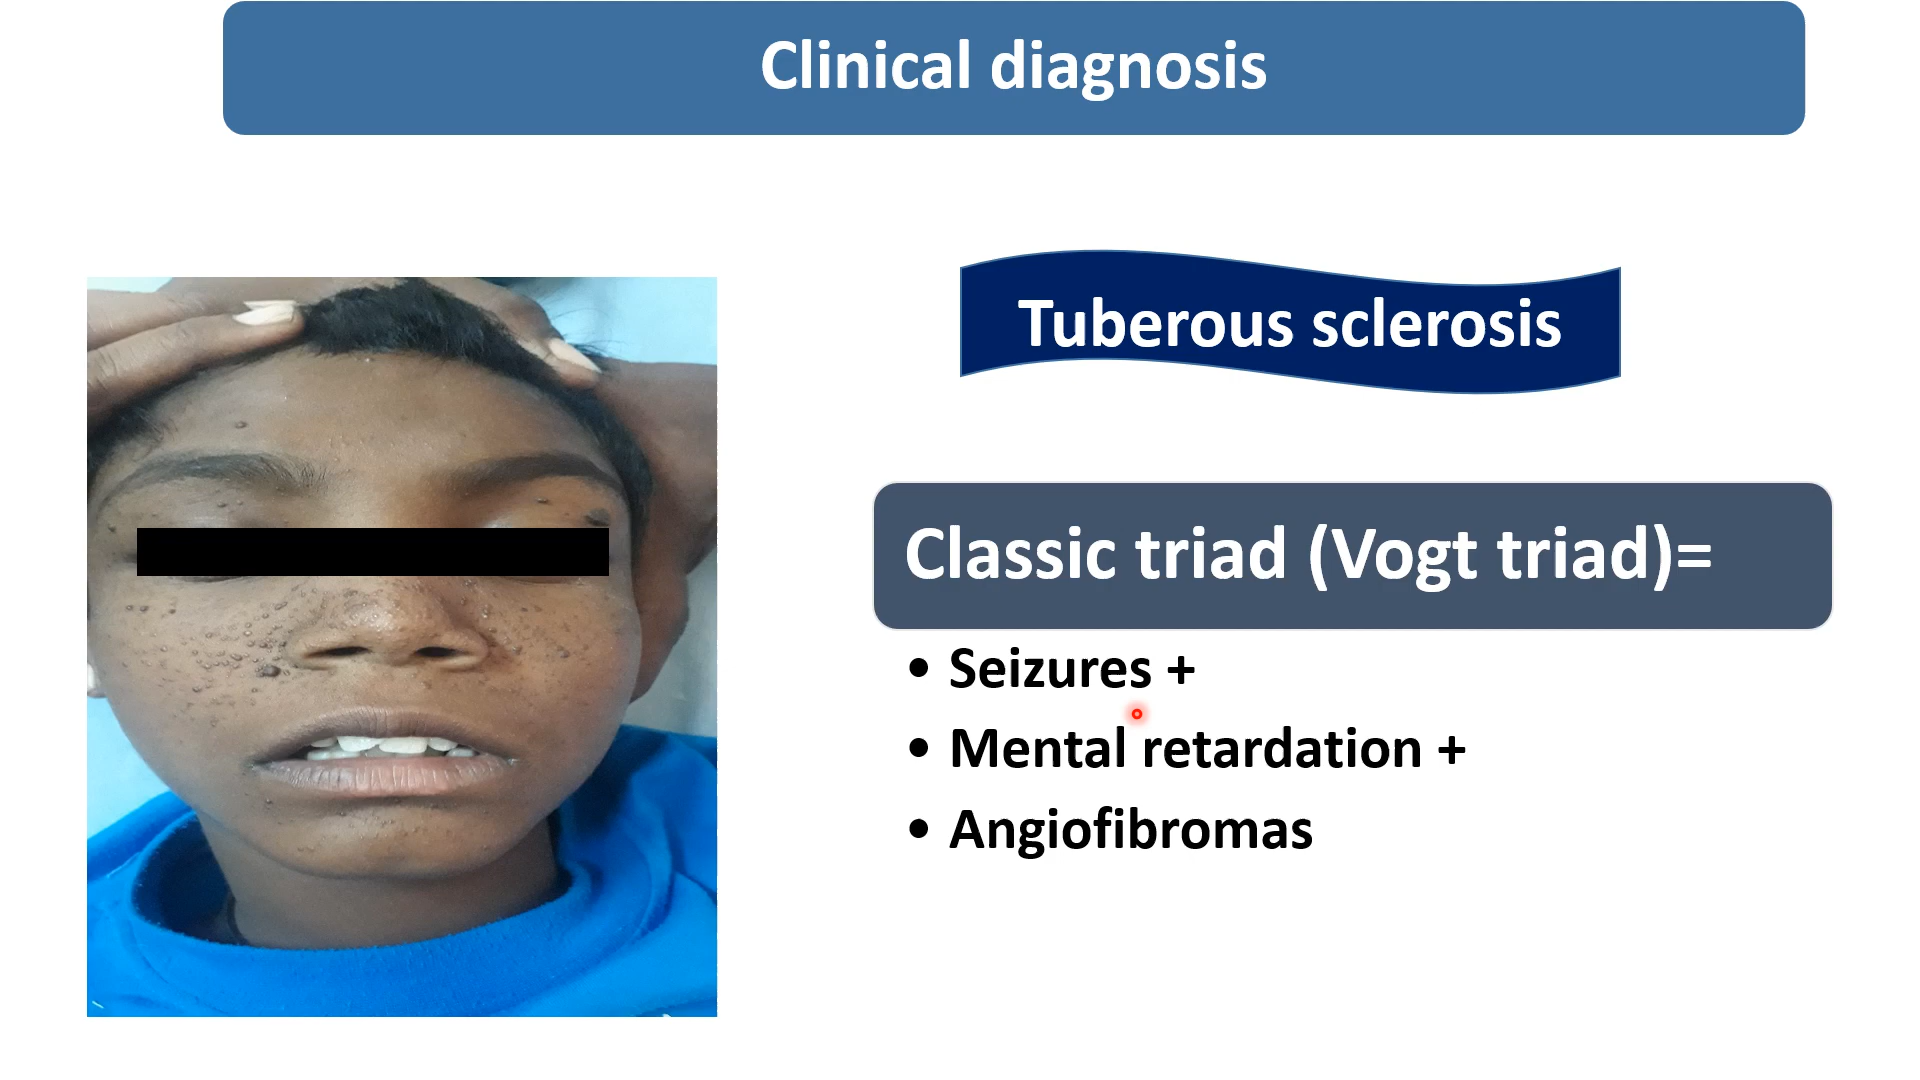 Clinical diagnosis
Tuberous sclerosis
Classic triad (Vogt triad)=
• Seizures +
• Mental retardation +
• Angiofibromas